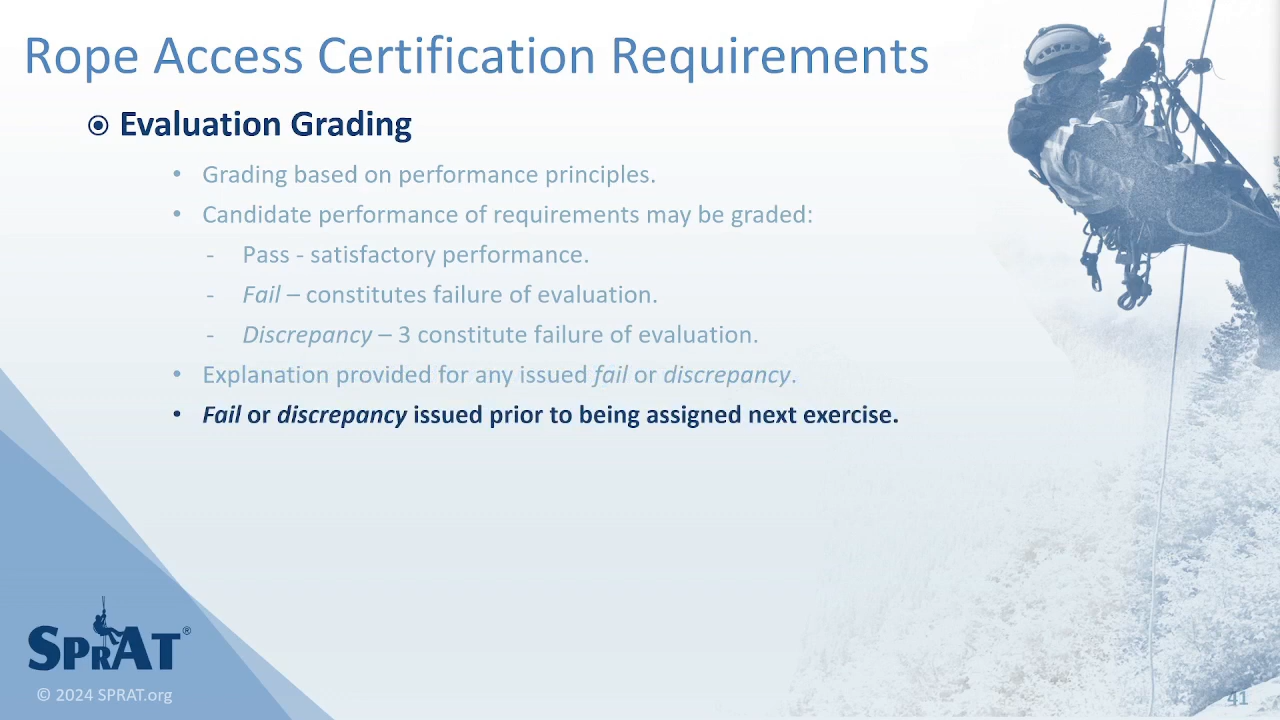 Rope Access Certification Requirements
Evaluation Grading
• Grading based on performance principles.
• Candidate performance of requirements may be graded:
- Pass - satisfactory performance.
- Fail – constitutes failure of evaluation.
- Discrepancy – 3 constitute failure of evaluation.
• Explanation provided for any issued fail or discrepancy.
• Fail or discrepancy issued prior to being assigned next exercise.
SPRAT®
© 2024 SPRAT.org
41